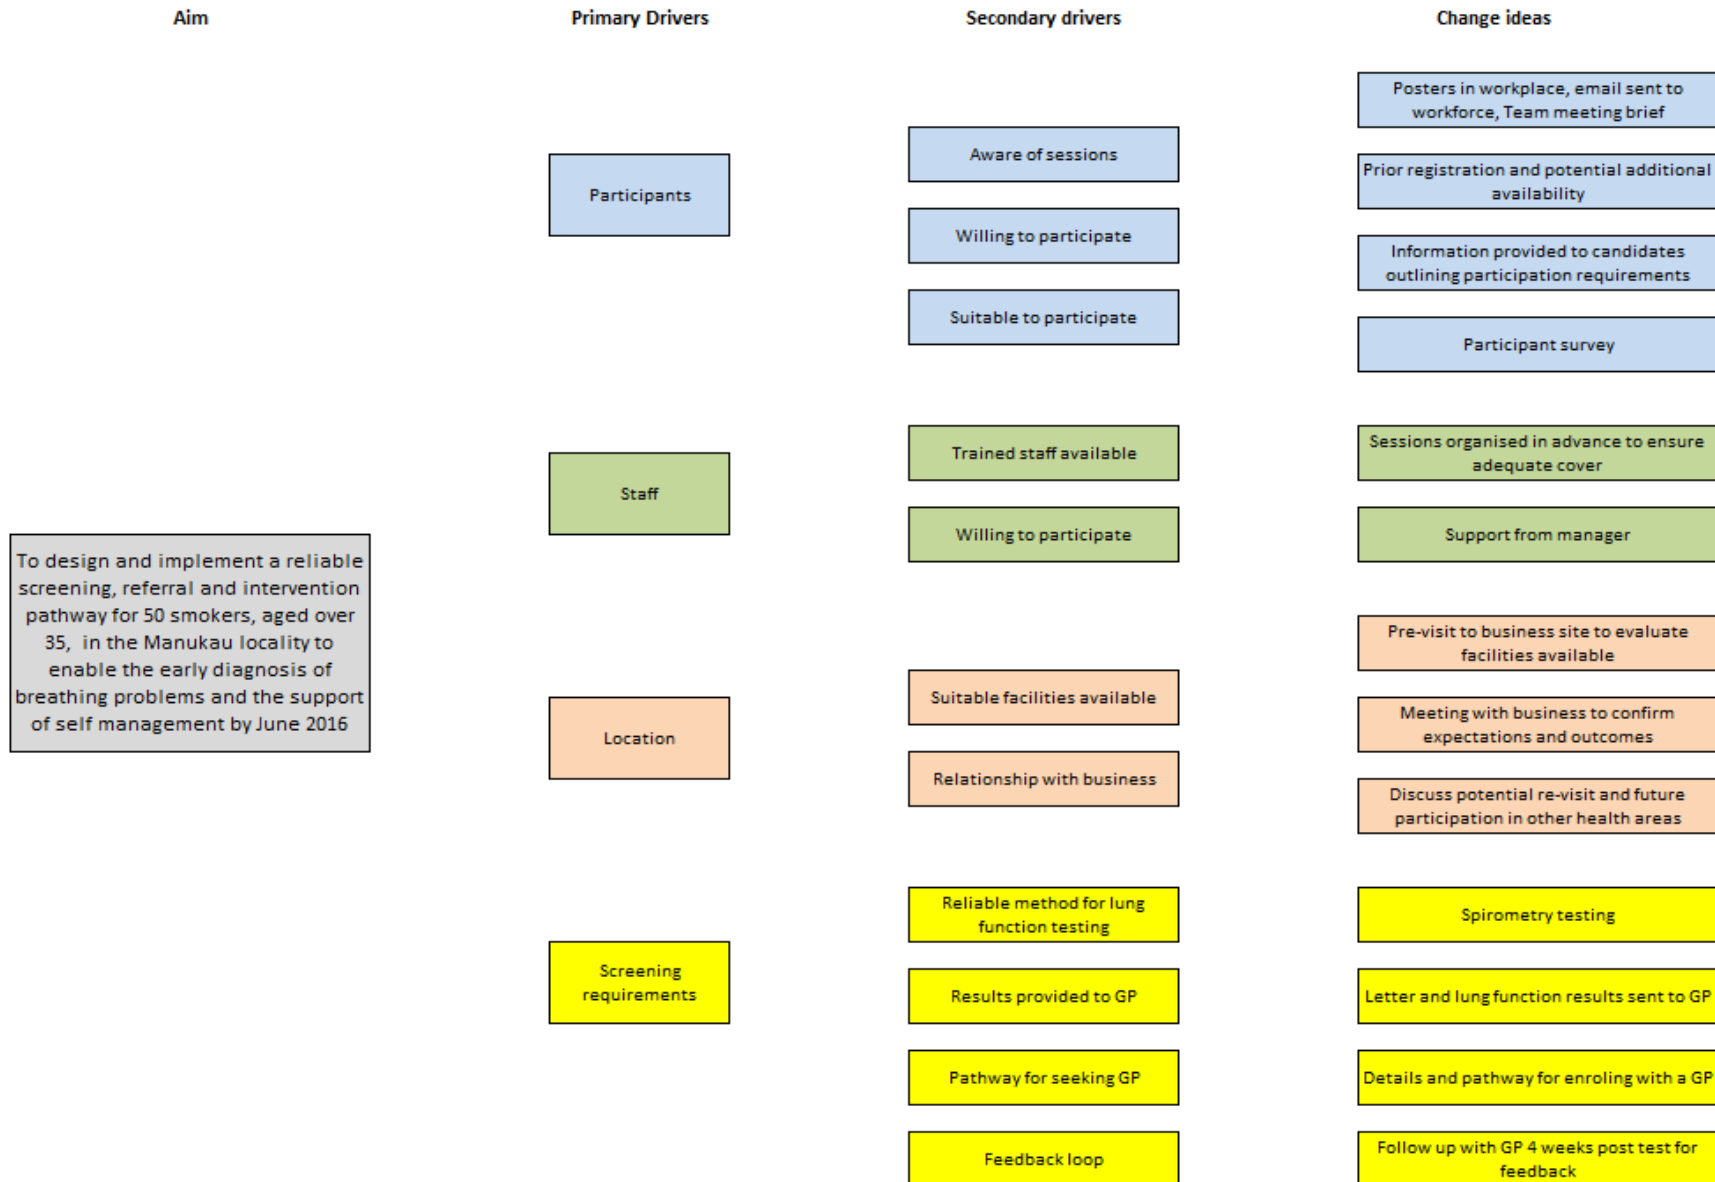 Aim
Primary Drivers
Secondary drivers
Change ideas
To design and implement a reliable
screening, referral and intervention
pathway for 50 smokers, aged over
35, in the Manukau locality to
enable the early diagnosis of
breathing problems and the support
of self management by June 2016
Participants
Aware of sessions
Willing to participate
Suitable to participate
Posters in workplace, email sent to
workforce, Team meeting brief
Prior registration and potential additional
availability
Information provided to candidates
outlining participation requirements
Participant survey
Staff
Trained staff available
Willing to participate
Sessions organised in advance to ensure
adequate cover
Support from manager
Location
Suitable facilities available
Relationship with business
Pre-visit to business site to evaluate
facilities available
Meeting with business to confirm
expectations and outcomes
Discuss potential re-visit and future
participation in other health areas
Screening
requirements
Reliable method for lung
function testing
Results provided to GP
Pathway for seeking GP
Feedback loop
Spirometry testing
Letter and lung function results sent to GP
Details and pathway for enroling with a GP
Follow up with GP 4 weeks post test for
feedback